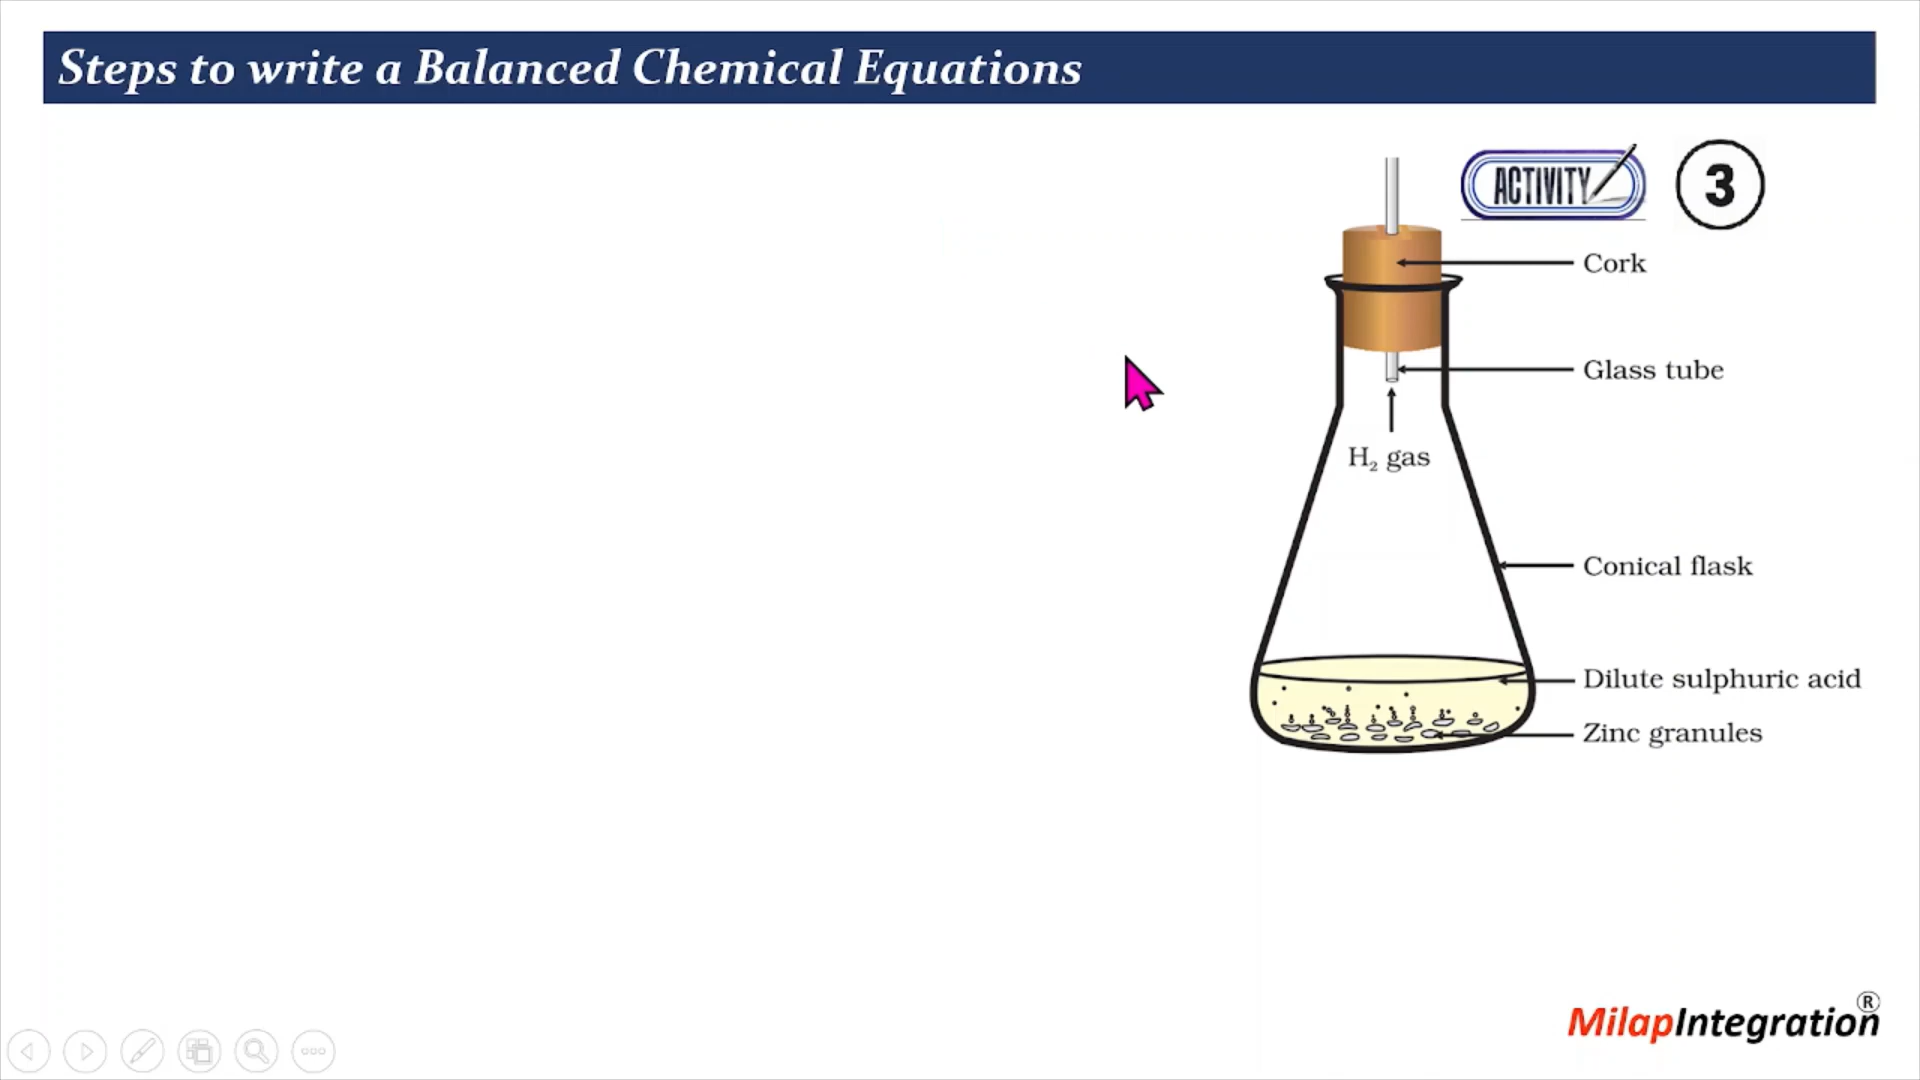 Steps to write a Balanced Chemical Equations
ACTIVITY 3
Cork
Glass tube
H₂ gas
Conical flask
Dilute sulphuric acid
Zinc granules
MilapIntegration®